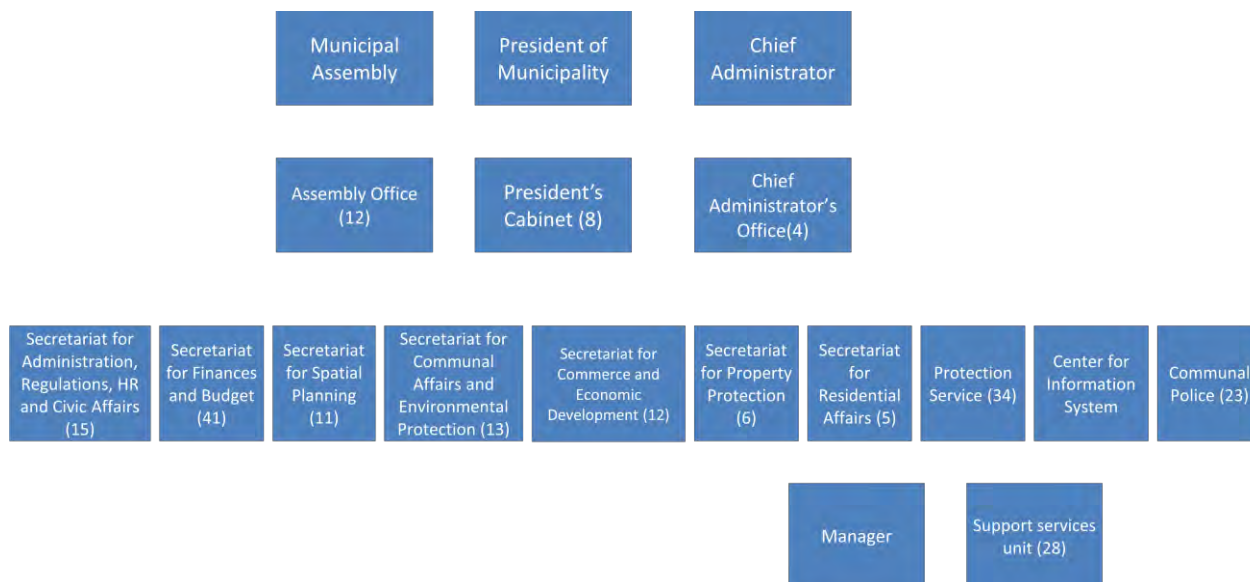 Municipal
Assembly
President of
Municipality
Chief
Administrator
Assembly Office
(12)
President’s
Cabinet (8)
Chief
Administrator’s
Office(4)
Secretariat for
Administration,
Regulations, HR
and Civic Affairs
(15)
Secretariat
for Finances
and Budget
(41)
Secretariat
for Spatial
Planning
(11)
Secretariat for
Communal
Affairs and
Environmental
Protection (13)
Secretariat for
Commerce and
Economic
Development (12)
Secretariat
for Property
Protection
(6)
Secretariat
for
Residential
Affairs (5)
Protection
Service (34)
Center for
Information
System
Communal
Police (23)
Manager
Support services
unit (28)